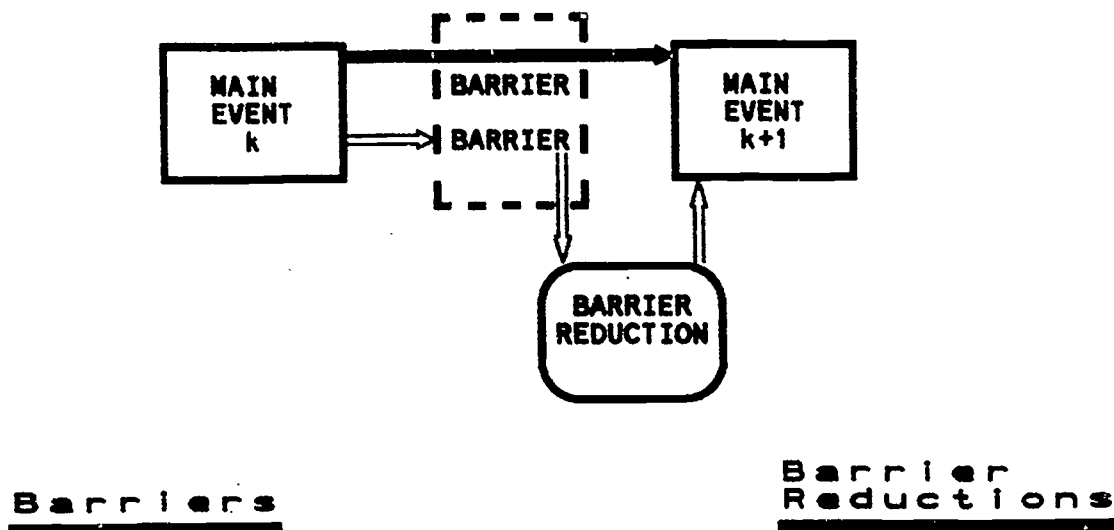 MAIN
EVENT
k
BARRIER
BARRIER
MAIN
EVENT
k+1
BARRIER
REDUCTION
Barriers
Barrier
Reductions